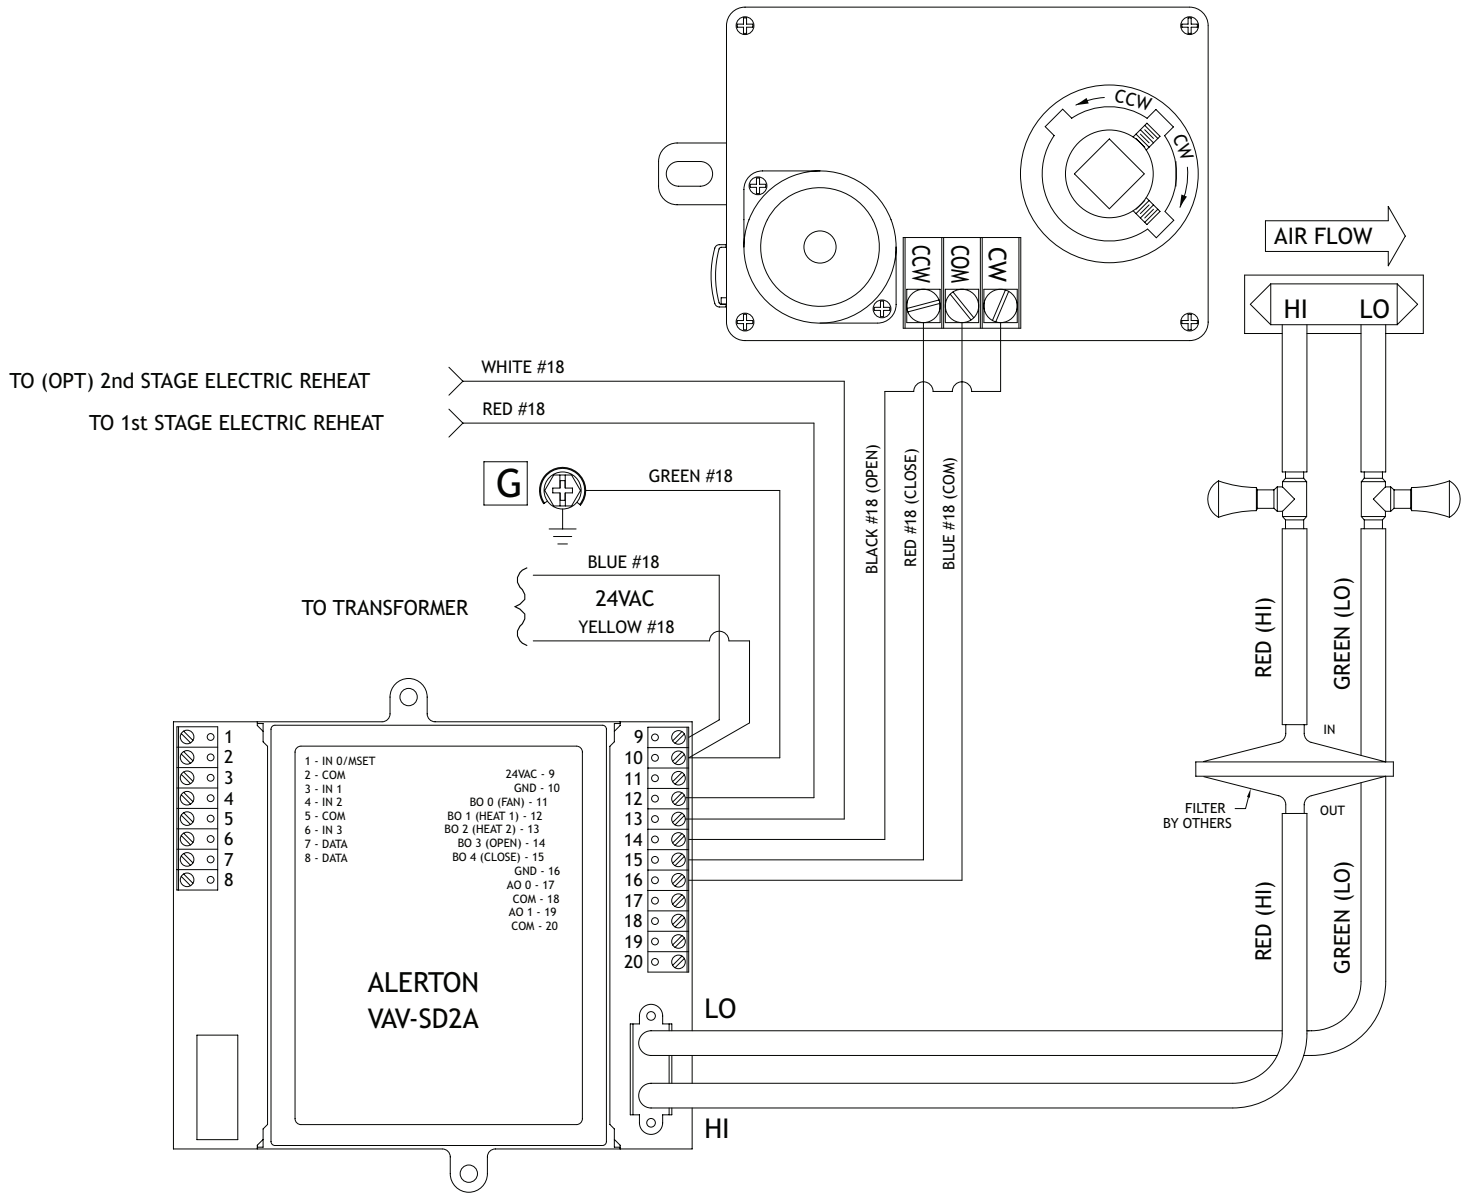 CCW
CW
CCW
COM
CW
AIR FLOW
HI LO
WHITE #18
TO (OPT) 2nd STAGE ELECTRIC REHEAT
RED #18
TO 1st STAGE ELECTRIC REHEAT
G
GREEN #18
BLACK #18 (OPEN)
RED #18 (CLOSE)
BLUE #18 (COM)
BLUE #18
24VAC
TO TRANSFORMER
YELLOW #18
RED (HI)
GREEN (LO)
IN
FILTER
BY OTHERS
OUT
RED (HI)
GREEN (LO)
1
2
3
4
5
6
7
8
1 - IN 0/MSET
2 - COM
3 - IN 1
4 - IN 2
5 - COM
6 - IN 3
7 - DATA
8 - DATA
24VAC - 9
GND - 10
BO 0 (FAN) - 11
BO 1 (HEAT 1) - 12
BO 2 (HEAT 2) - 13
BO 3 (OPEN) - 14
BO 4 (CLOSE) - 15
GND - 16
AO 0 - 17
COM - 18
AO 1 - 19
COM - 20
9
10
11
12
13
14
15
16
17
18
19
20
ALERTON
VAV-SD2A
LO
HI